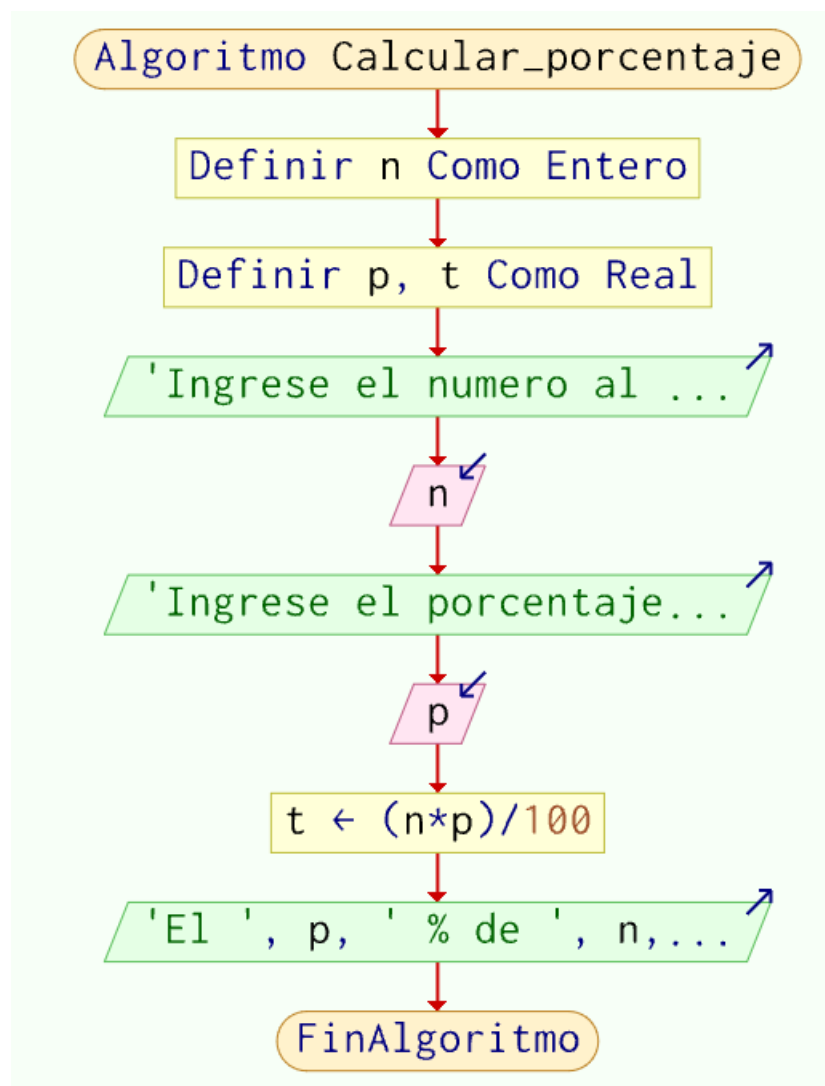 Algoritmo Calcular_porcentaje
Definir n Como Entero
Definir p, t Como Real
'Ingrese el numero al ...
n
'Ingrese el porcentaje...
p
t ← (n*p)/100
'El ', p, ' % de ', n,...
FinAlgoritmo